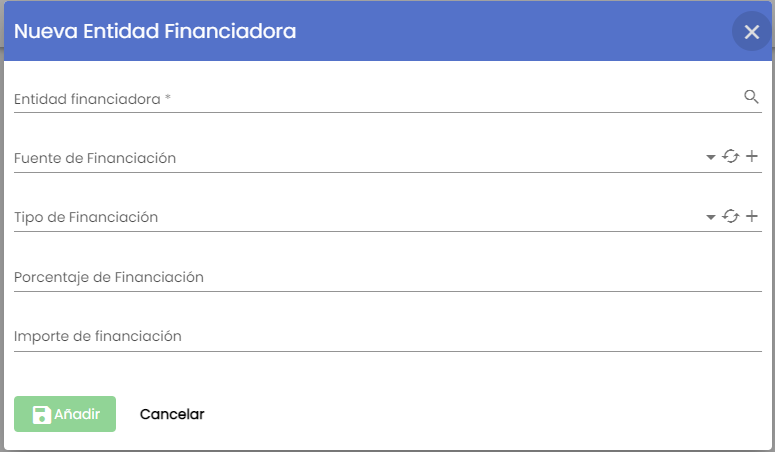 Nueva Entidad Financiadora
Entidad financiadora *
Fuente de Financiación
Tipo de Financiación
Porcentaje de Financiación
Importe de financiación
Añadir Cancelar